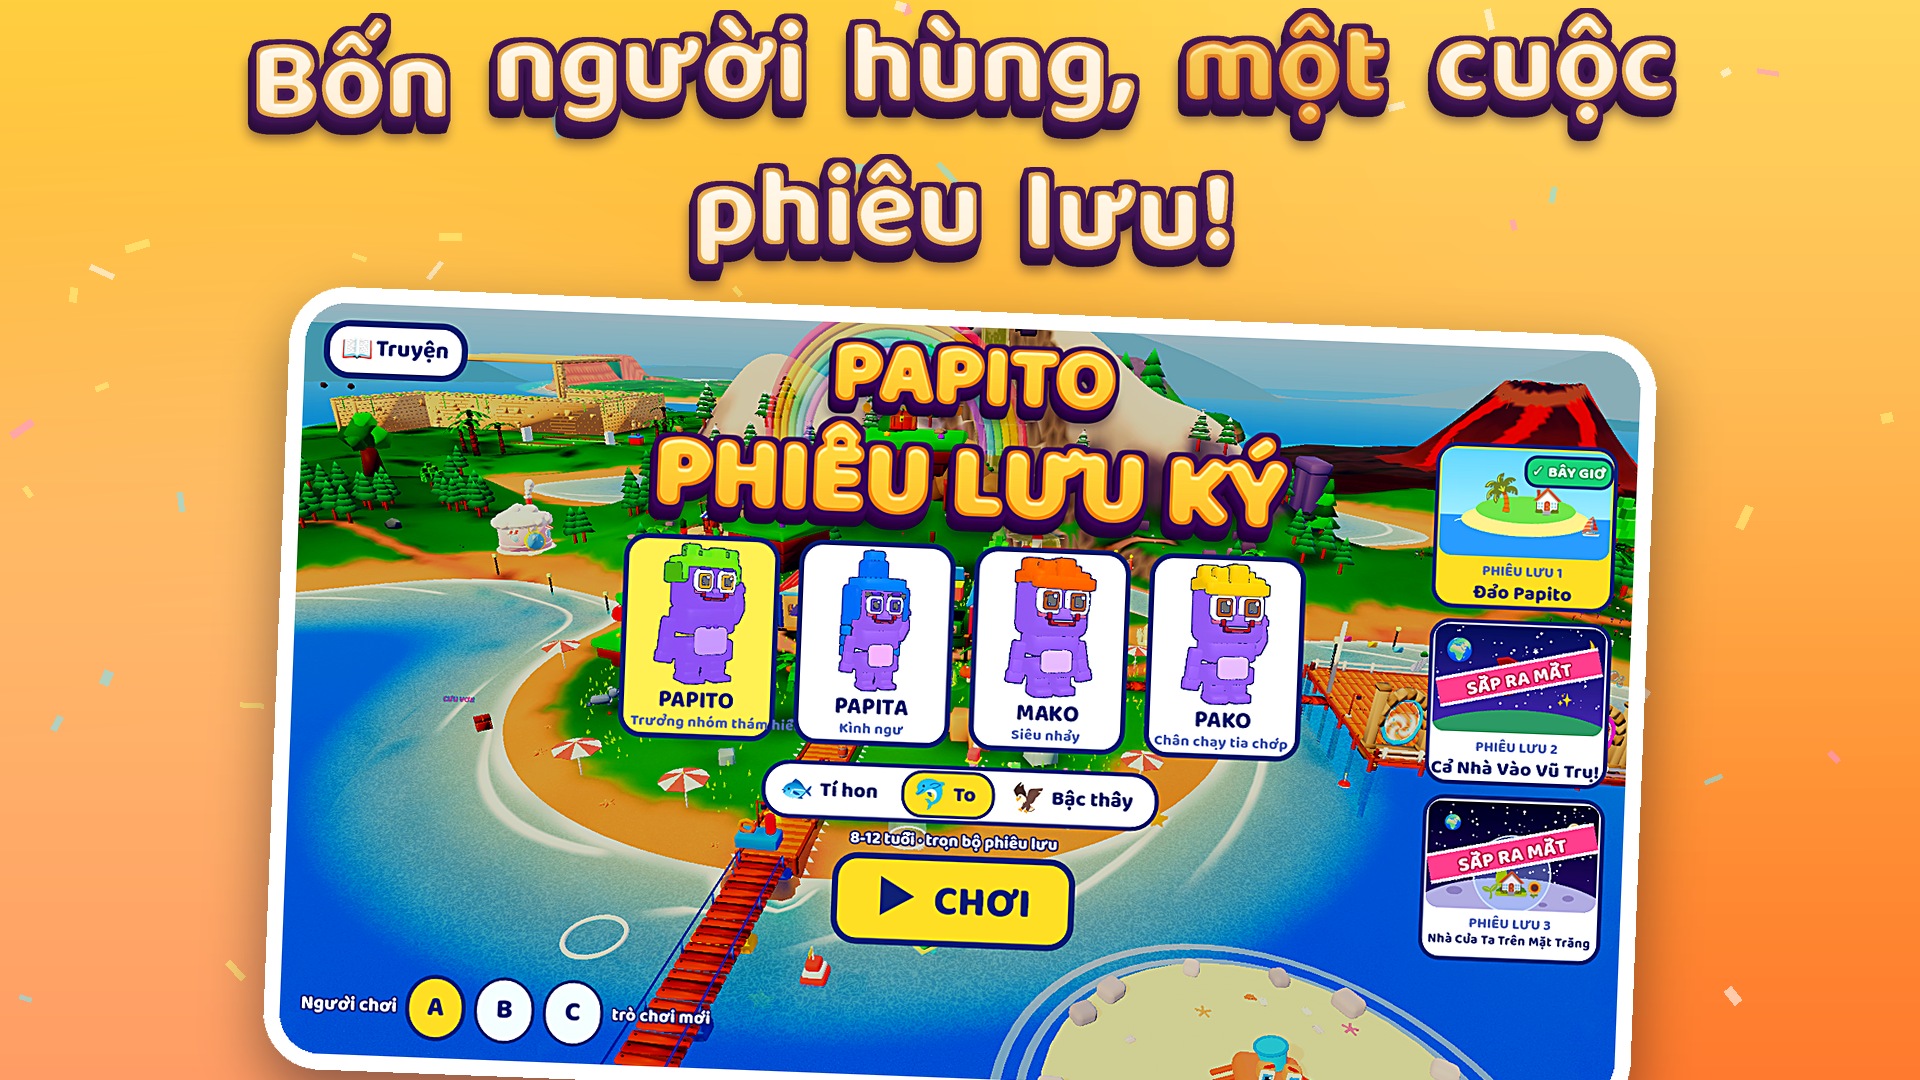 Bốn người hùng, một cuộc
phiêu lưu!
Truyện
PAPITO
PHIÊU LƯU KÝ
PAPITO
Trưởng nhóm thám hiể
PAPITA
Kình ngư
MAKO
Siêu nhảy
PAKO
Chân chạy tia chớp
Tí hon
To
Bậc thầy
8-12 tuổi · trọn bộ phiêu lưu
CHƠI
✓ BÂY GIỜ
PHIÊU LƯU 1
Đảo Papito
SẮP RA MẮT
PHIÊU LƯU 2
Cả Nhà Vào Vũ Trụ!
SẮP RA MẮT
PHIÊU LƯU 3
Nhà Của Ta Trên Mặt Trăng
Người chơi
A
B
C
trò chơi mới